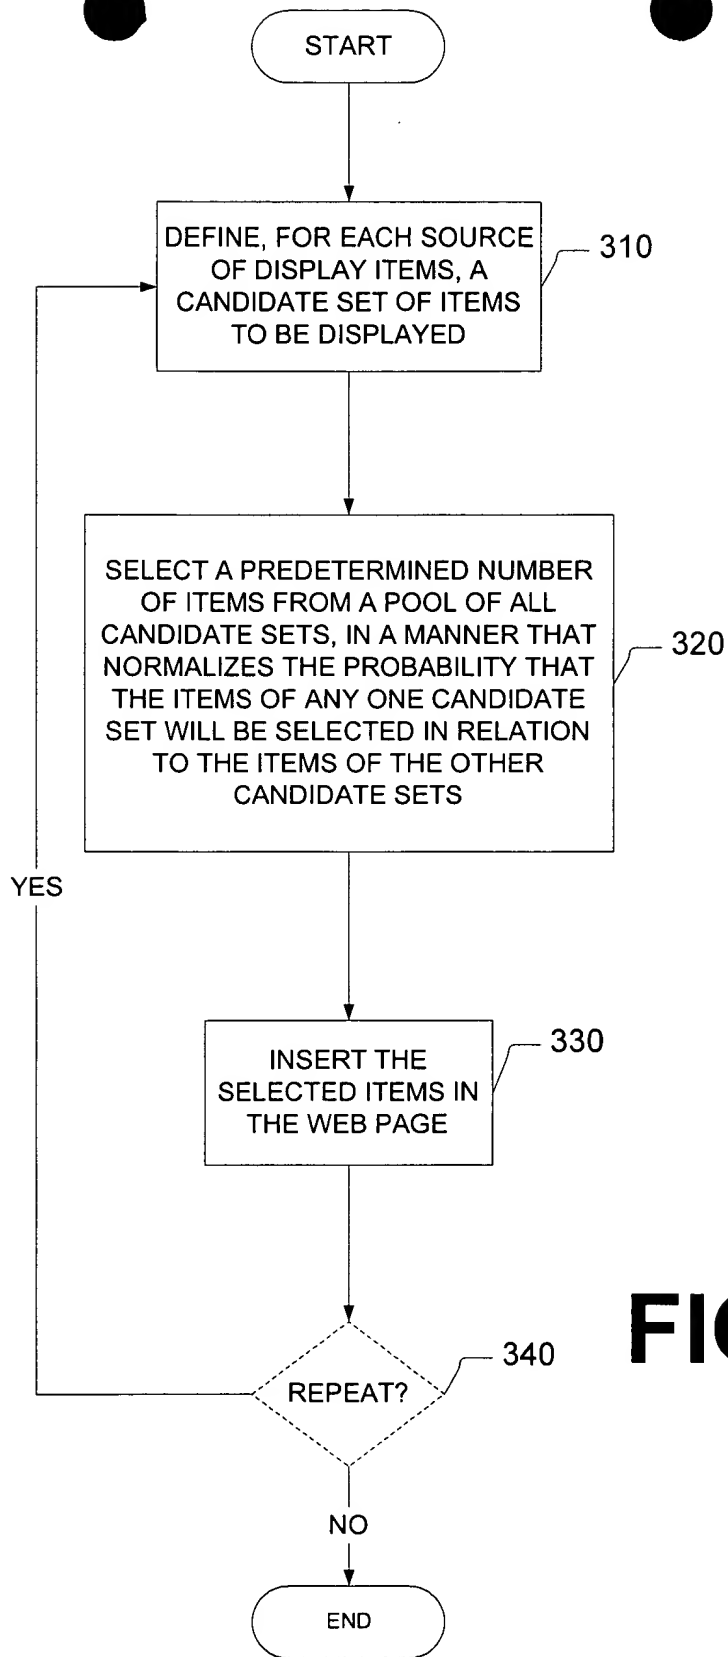 START
DEFINE, FOR EACH SOURCE
OF DISPLAY ITEMS, A
CANDIDATE SET OF ITEMS
TO BE DISPLAYED
310
SELECT A PREDETERMINED NUMBER
OF ITEMS FROM A POOL OF ALL
CANDIDATE SETS, IN A MANNER THAT
NORMALIZES THE PROBABILITY THAT
THE ITEMS OF ANY ONE CANDIDATE
SET WILL BE SELECTED IN RELATION
TO THE ITEMS OF THE OTHER
CANDIDATE SETS
320
YES
INSERT THE
SELECTED ITEMS IN
THE WEB PAGE
330
REPEAT?
340
NO
END